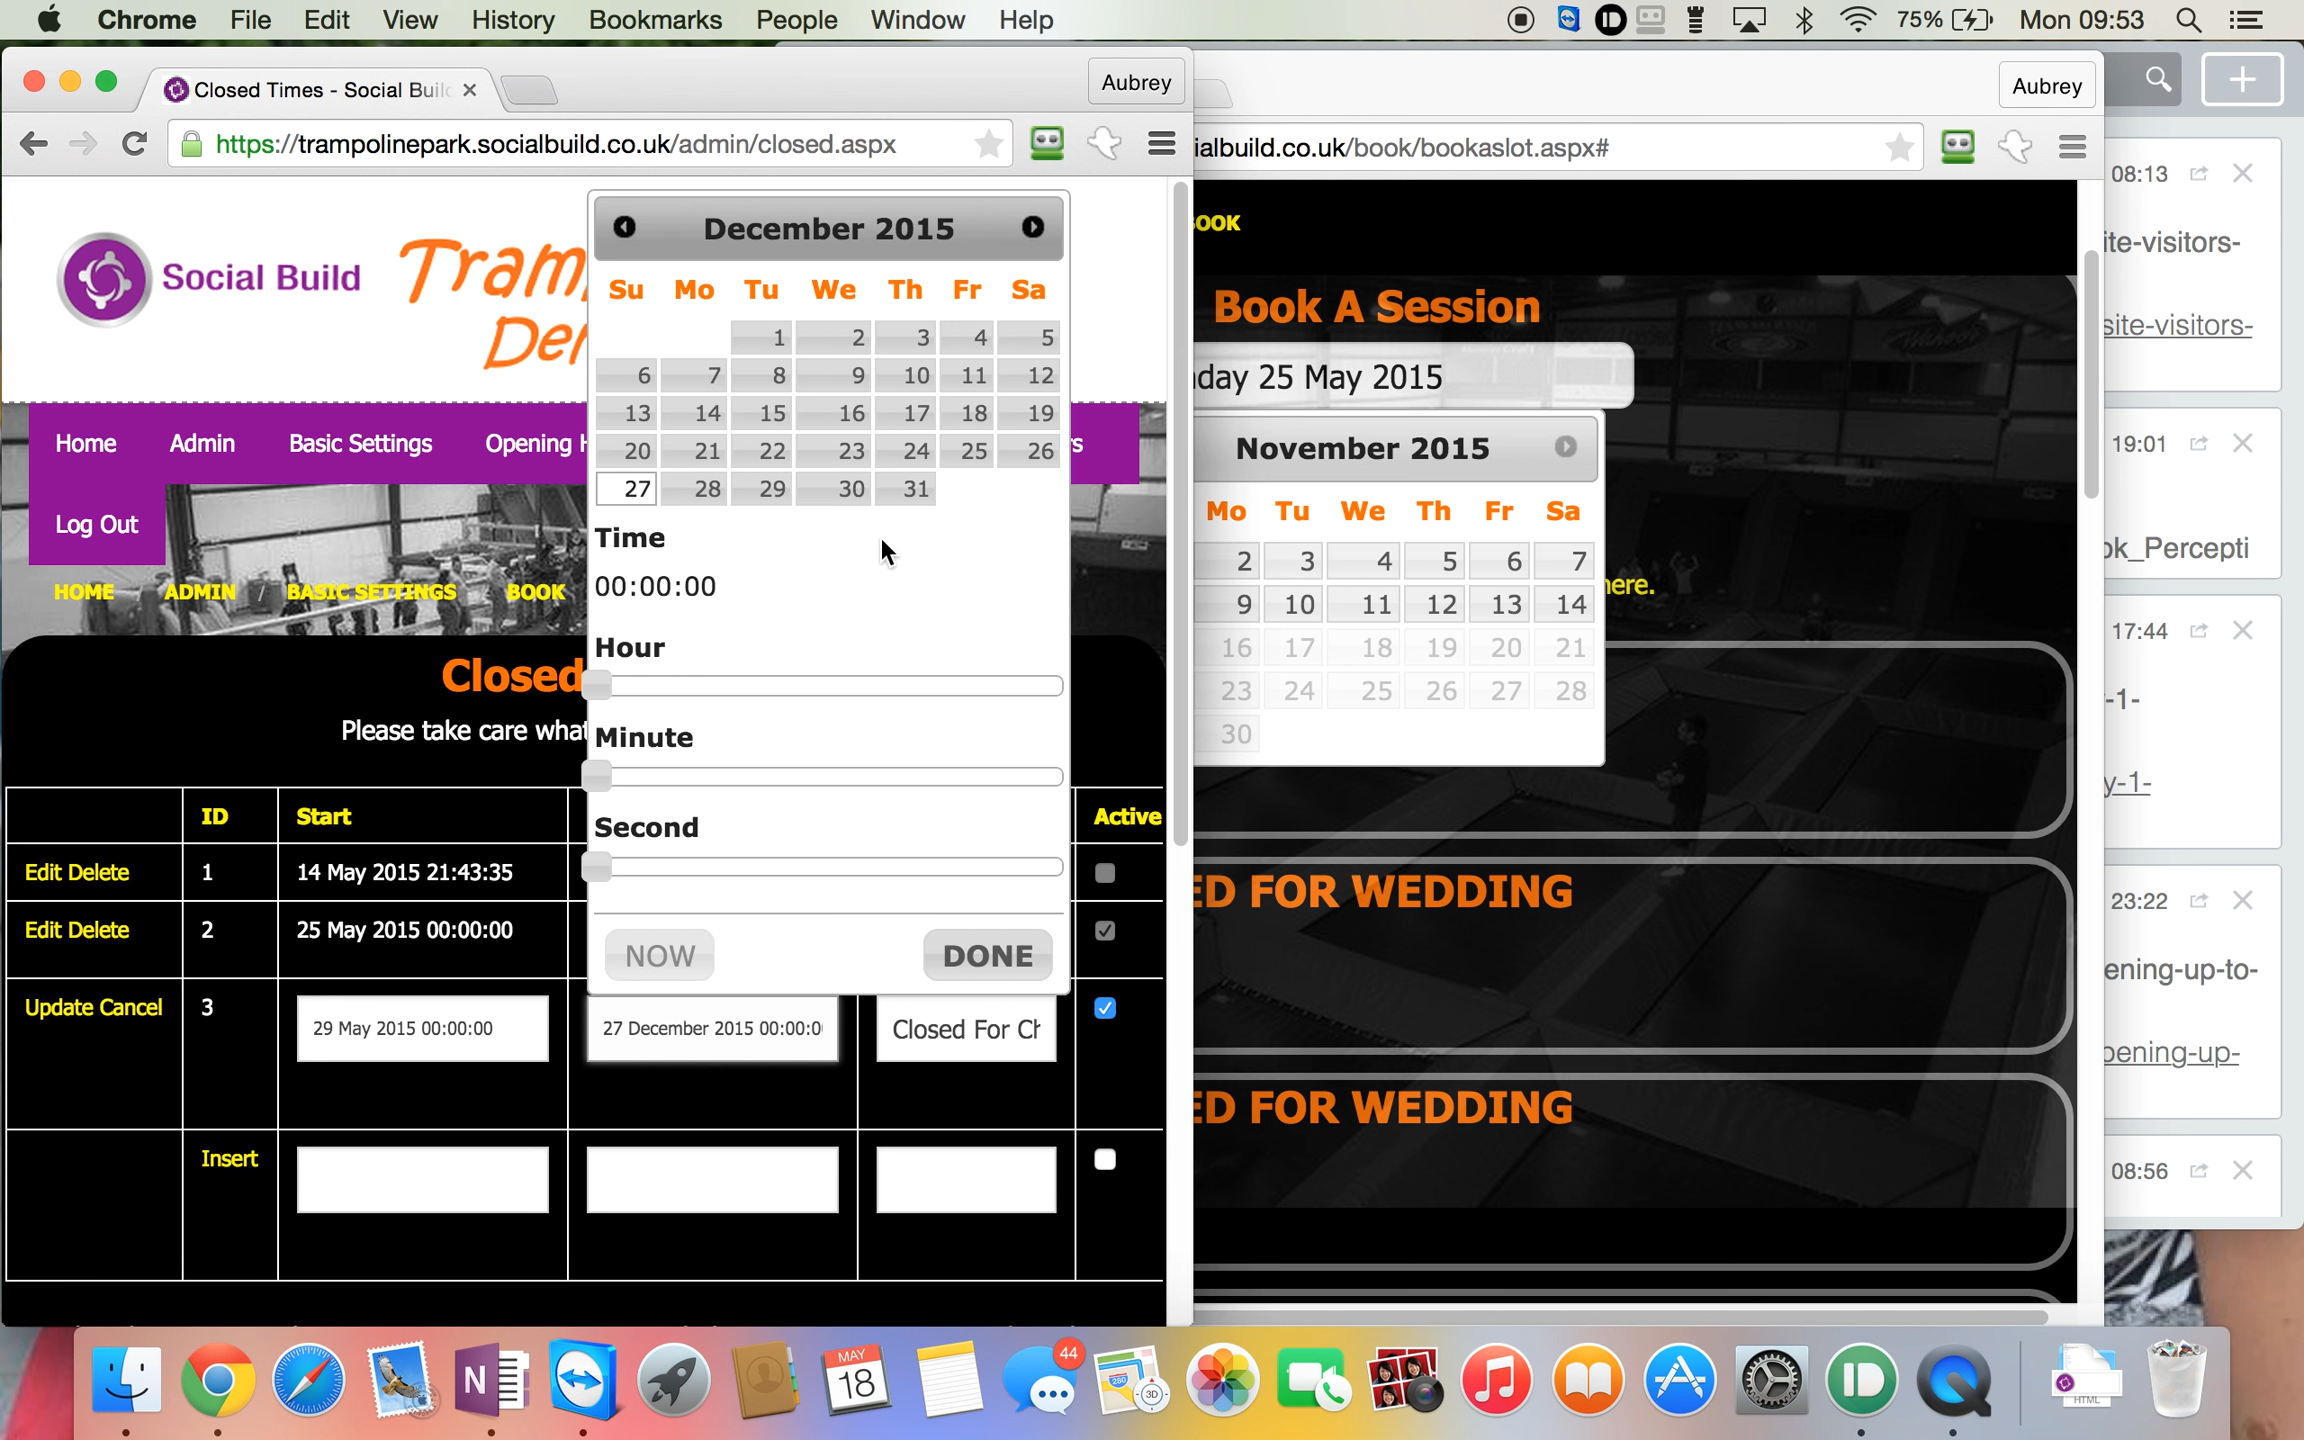 Chrome File Edit View History Bookmarks People Window Help 75% Mon 09:53
Closed Times - Social Buil Aubrey
https://trampolinepark.socialbuild.co.uk/admin/closed.aspx
Social Build
Home Admin Basic Settings Opening
Log Out
HOME ADMIN / BASIC SETTINGS BOOK
Closed
Please take care what
December 2015
Su Mo Tu We Th Fr Sa
1 2 3 4 5
6 7 8 9 10 11 12
13 14 15 16 17 18 19
20 21 22 23 24 25 26
27 28 29 30 31
Time
00:00:00
Hour
Minute
Second
NOW DONE
ID Start Active
Edit Delete 1 14 May 2015 21:43:35
Edit Delete 2 25 May 2015 00:00:00
Update Cancel 3 29 May 2015 00:00:00 27 December 2015 00:00:0 Closed For Ch
Insert
Aubrey
ialbuild.co.uk/book/bookaslot.aspx#
OOK
Book A Session
day 25 May 2015
November 2015
Mo Tu We Th Fr Sa
2 3 4 5 6 7
9 10 11 12 13 14
16 17 18 19 20 21
23 24 25 26 27 28
30
here.
ED FOR WEDDING
ED FOR WEDDING
08:13
ite-visitors-
site-visitors-
19:01
ok_Percepti
17:44
-1-
y-1-
23:22
ening-up-to-
pening-up-
08:56
MAY
18
44
280
3D
N
HTML